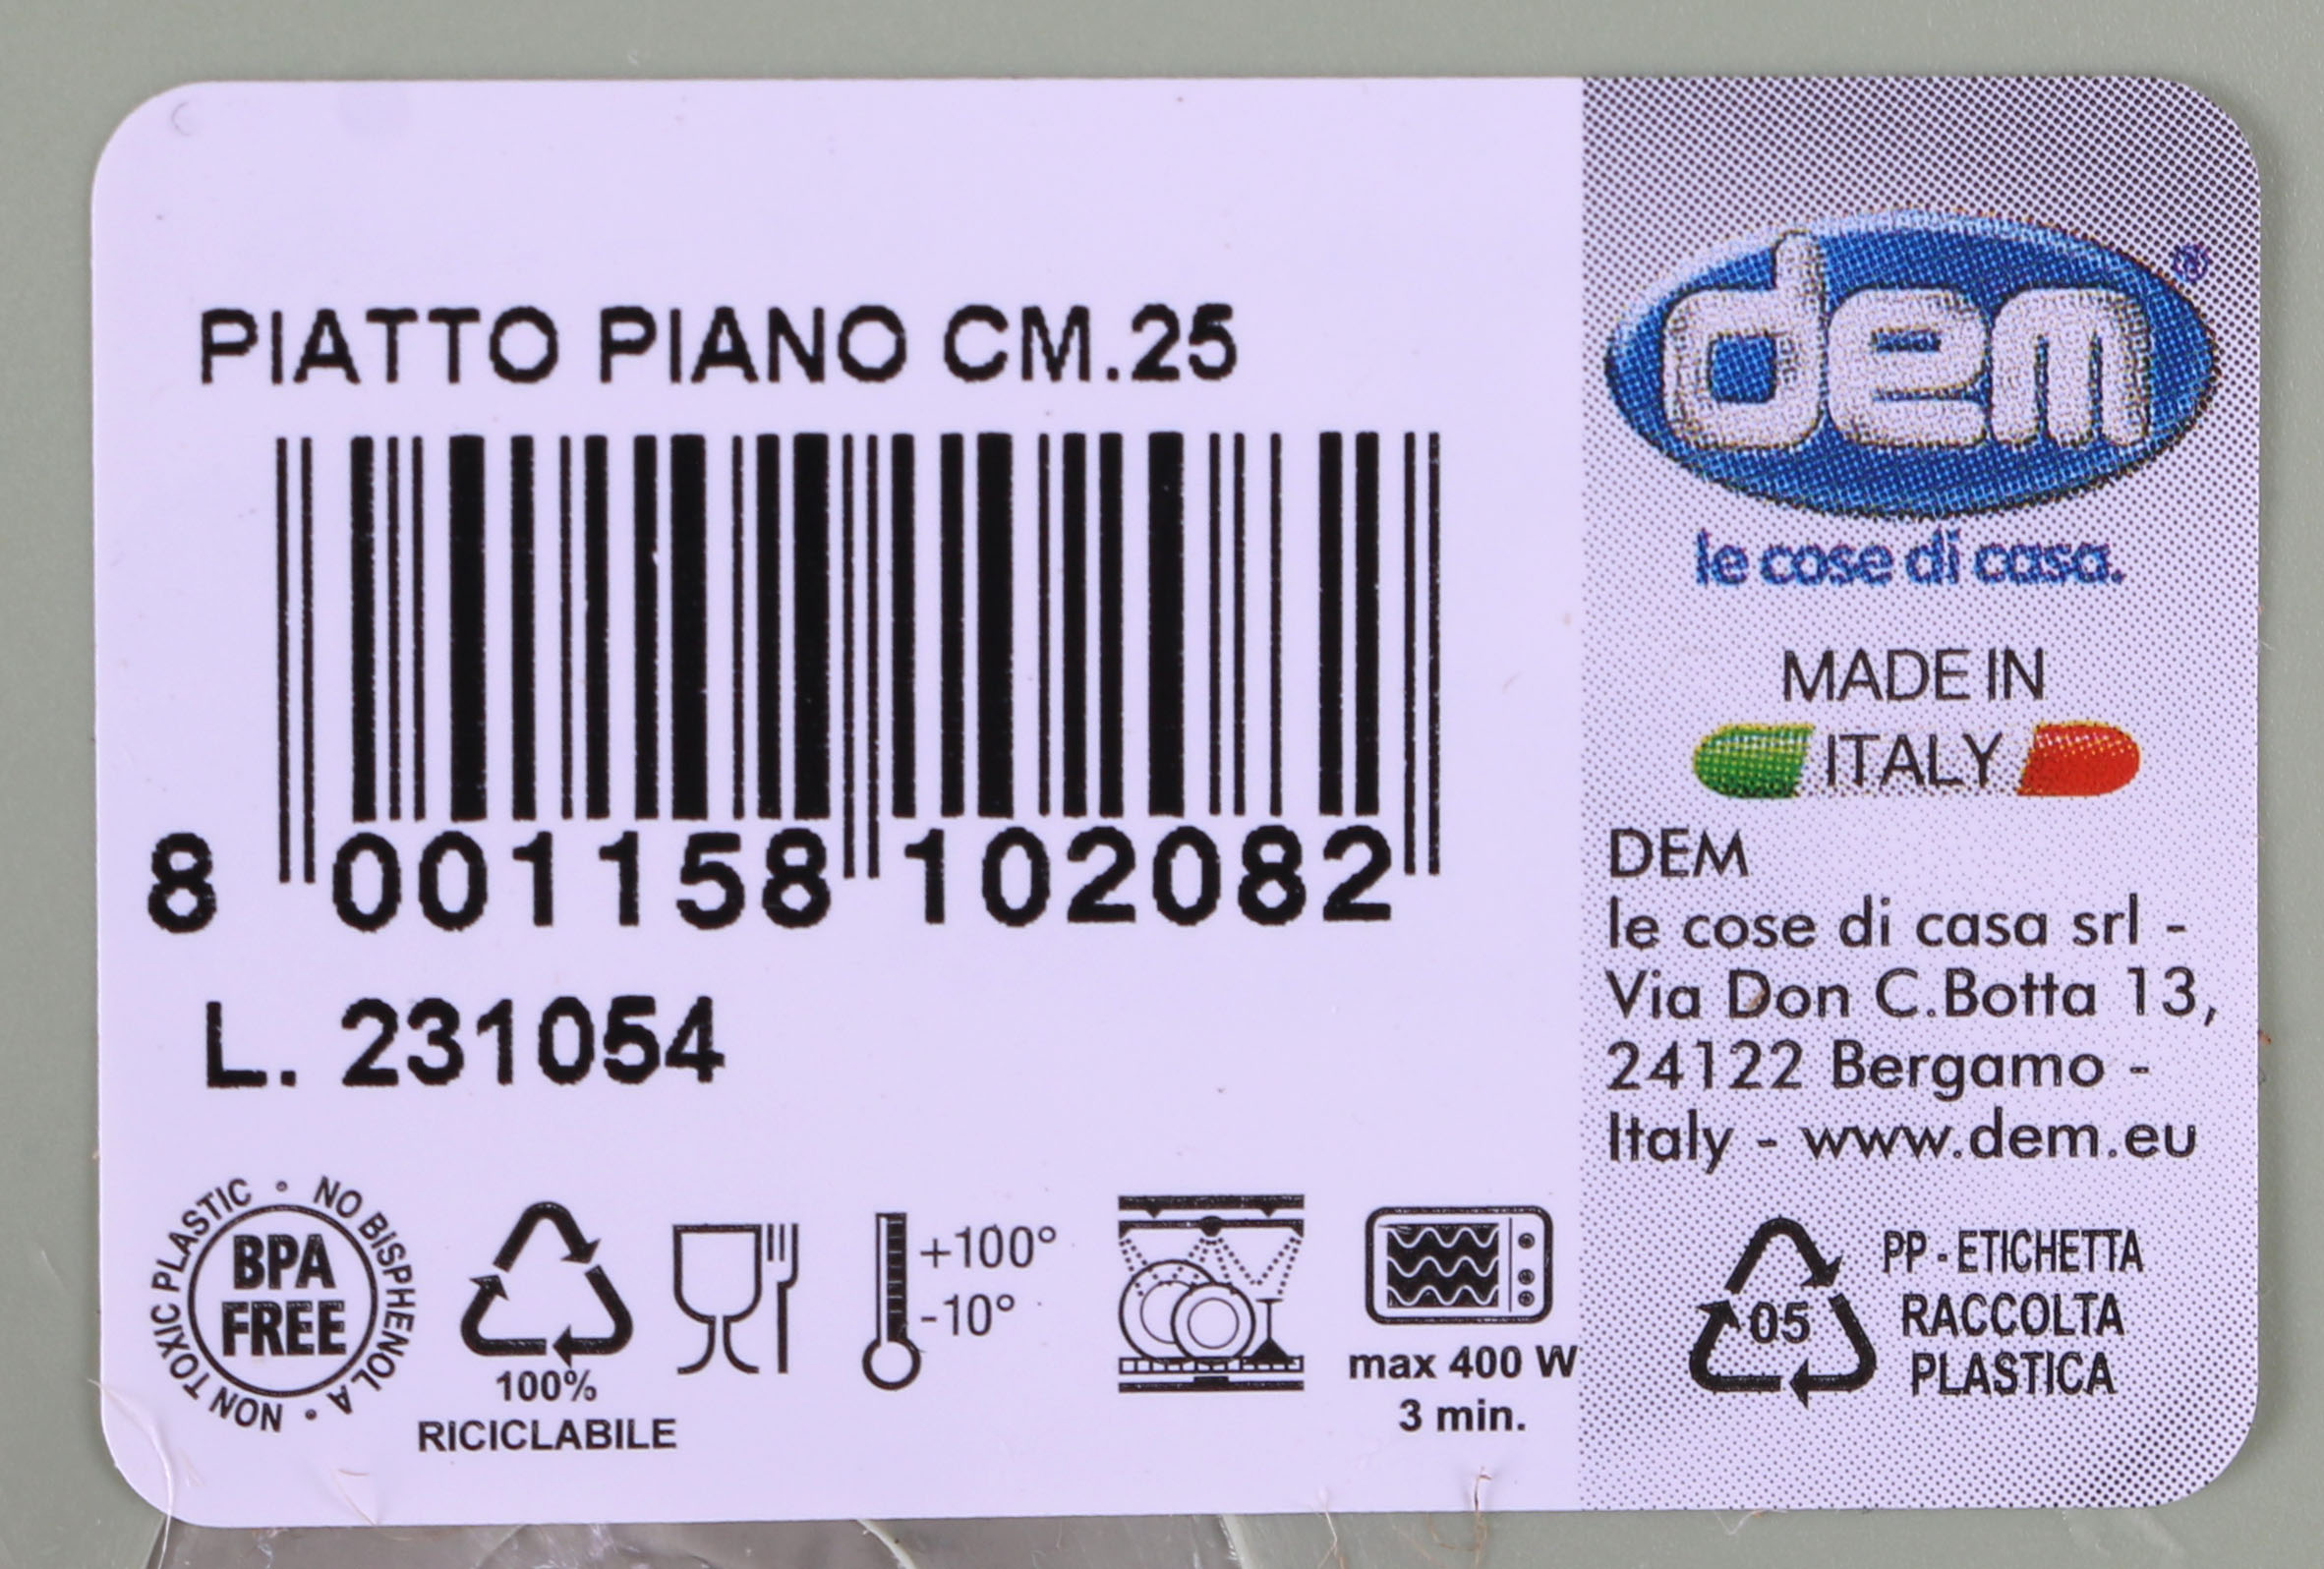 PIATTO PIANO CM.25
8 001158 102082
L. 231054
NON TOXIC PLASTIC • NO BISPHENOL A •
BPA
FREE
100%
RICICLABILE
+100°
-10°
max 400 W
3 min.
dem®
le cose di casa.
MADE IN
ITALY
DEM
le cose di casa srl -
Via Don C.Botta 13,
24122 Bergamo -
Italy - www.dem.eu
05
PP - ETICHETTA
RACCOLTA
PLASTICA